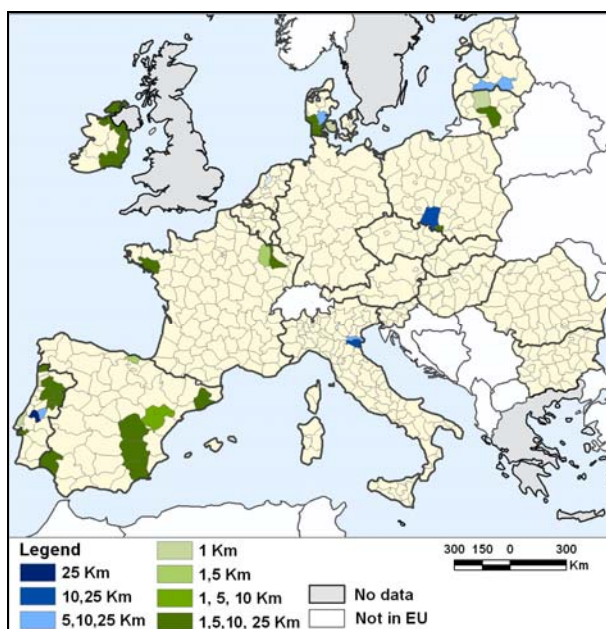 Legend
25 Km
10,25 Km
5,10,25 Km
1 Km
1,5 Km
1, 5, 10 Km
1,5,10, 25 Km
300 150 0 300
Km
No data
Not in EU